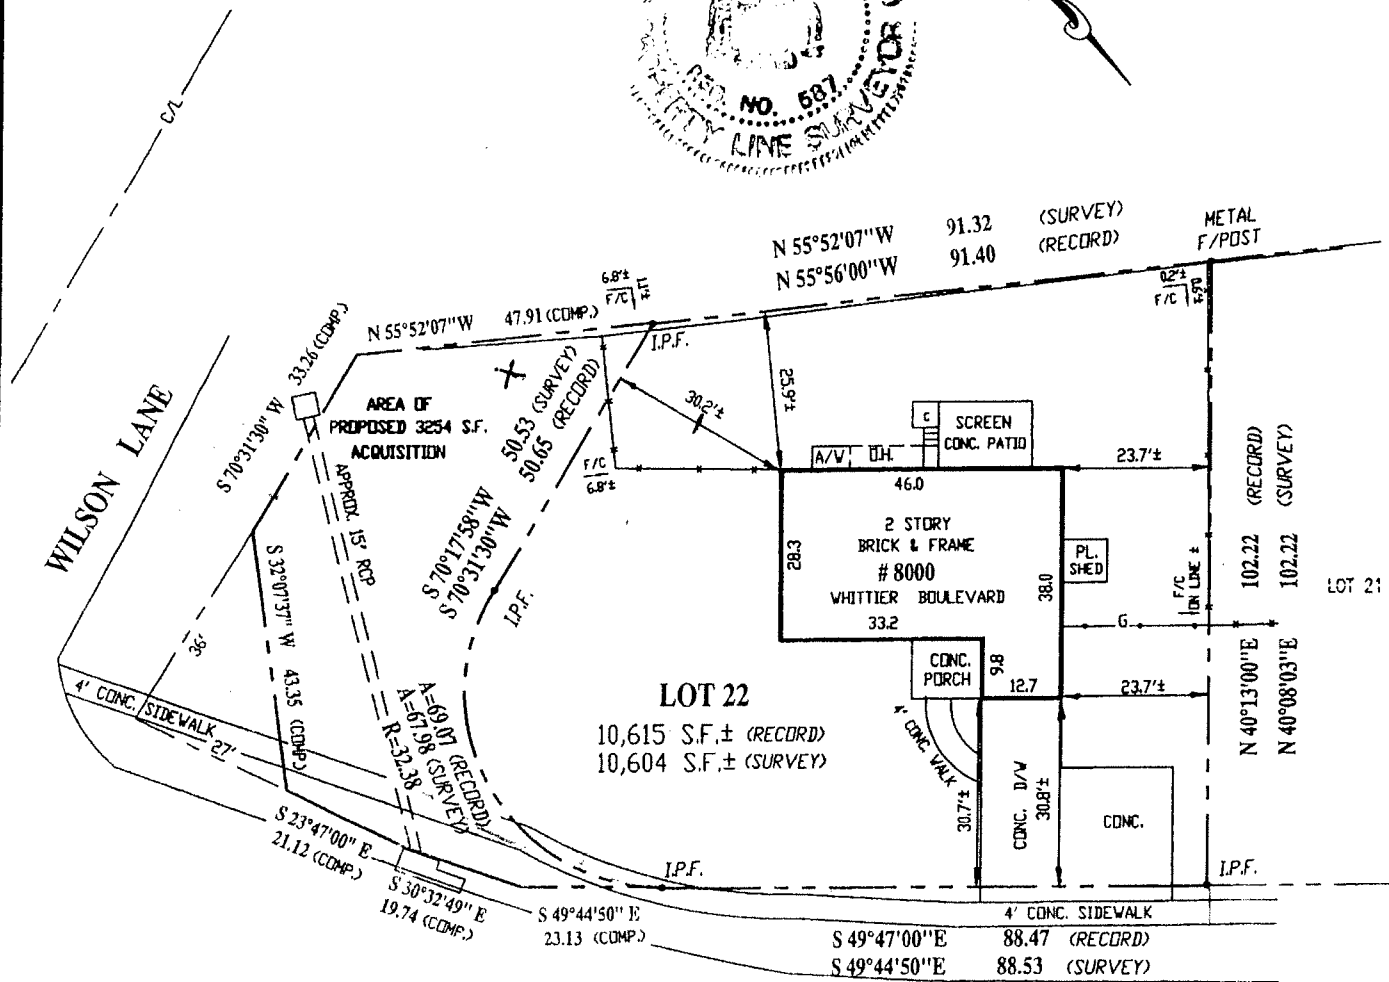 REG. NO. 687
LINE SURVEYOR
C/L
N 55°52'07"W 91.32 (SURVEY)
N 55°56'00"W 91.40 (RECORD)
METAL
F/POST
6.8'±
F/C
1.1'±
0.2'±
F/C
0.6'±
N 55°52'07"W 47.91 (COMP.)
I.P.F.
S 70°31'30" W 33.26 (COMP.)
AREA OF
PROPOSED 3254 S.F.
ACQUISITION
50.53 (SURVEY)
50.65 (RECORD)
S 70°17'58"W
S 70°31'30"W
30.2'±
25.9'±
F/C
6.8'±
A/W
O.H.
C
SCREEN
CONC. PATIO
23.7'±
46.0
2 STORY
BRICK & FRAME
# 8000
WHITTIER BOULEVARD
28.3
38.0
33.2
PL.
SHED
G
F/C
ON LINE ±
102.22 (RECORD)
102.22 (SURVEY)
N 40°13'00"E
N 40°08'03"E
LOT 21
WILSON LANE
APPROX. 15" RCP
S 32°07'37" W 43.35 (COMP)
36'
I.P.F.
CONC.
PORCH
9.8
12.7
23.7'±
LOT 22
10,615 S.F.± (RECORD)
10,604 S.F.± (SURVEY)
A=69.07 (RECORD)
A=67.98 (SURVEY)
R=32.38
4' CONC. SIDEWALK
27'
4' CONC. WALK
30.7'±
CONC. D/W
30.8'±
CONC.
S 23°47'00" E
21.12 (COMP.)
S 30°32'49" E
19.74 (COMP.)
I.P.F.
I.P.F.
S 49°44'50" E
23.13 (COMP.)
4' CONC. SIDEWALK
S 49°47'00"E 88.47 (RECORD)
S 49°44'50"E 88.53 (SURVEY)